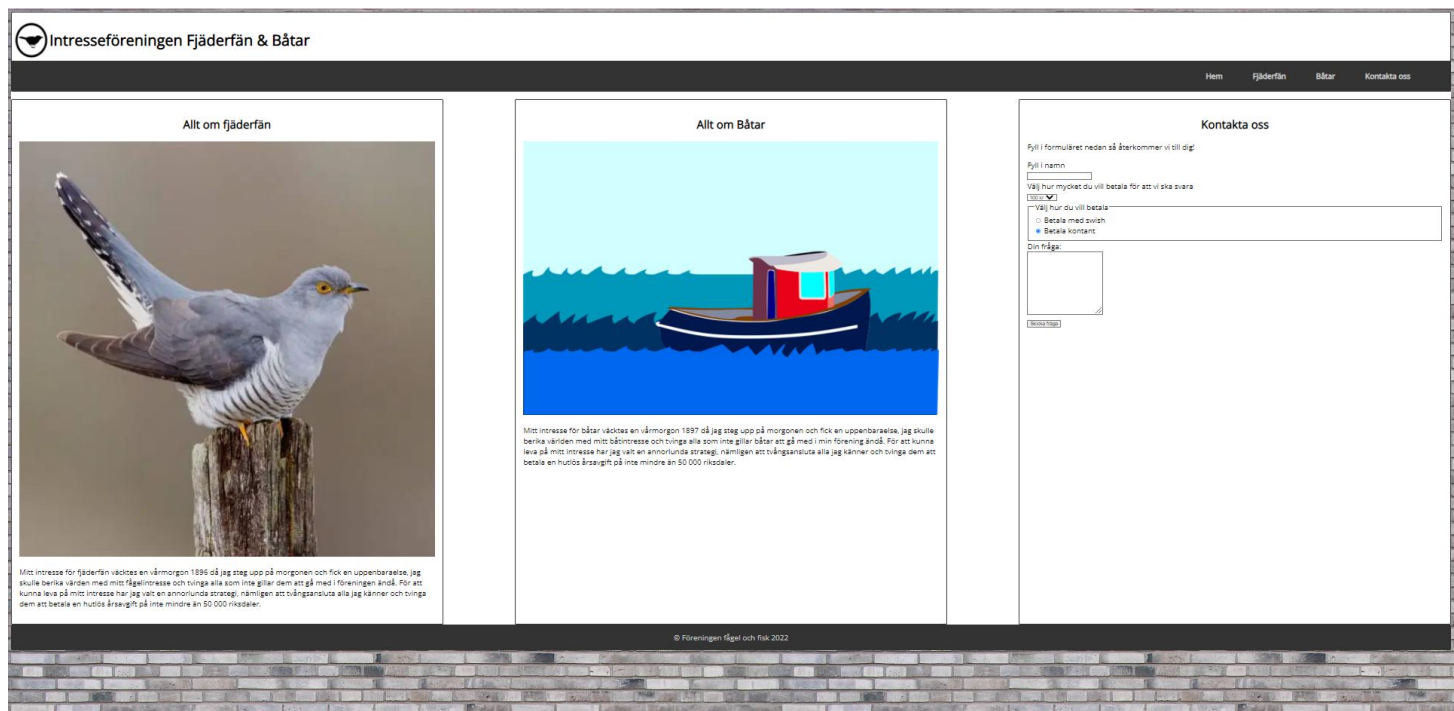 Intresseföreningen Fjäderfän & Båtar
Hem Fjäderfän Båtar Kontakta oss
Allt om fjäderfän
Mitt intresse för fjäderfän väcktes en vårmorgon 1896 då jag steg upp på morgonen och fick en uppenbaraelse, jag
skulle berika värden med mitt fågelintresse och tvinga alla som inte gillar dem att gå med i föreningen ändå. För att
kunna leva på mitt intresse har jag valt en annorlunda strategi, nämligen att tvångsansluta alla jag känner och tvinga
dem att betala en hutlös årsavgift på inte mindre än 50 000 riksdaler.
Allt om Båtar
Mitt intresse för båtar väcktes en vårmorgon 1897 då jag steg upp på morgonen och fick en uppenbaraelse, jag skulle
berika världen med mitt båtintresse och tvinga alla som inte gillar båtar att gå med i min förening ändå. För att kunna
leva på mitt intresse har jag valt en annorlunda strategi, nämligen att tvångsansluta alla jag känner och tvinga dem att
betala en hutlös årsavgift på inte mindre än 50 000 riksdaler.
Kontakta oss
Fyll i formuläret nedan så återkommer vi till dig!
Fyll i namn
Välj hur mycket du vill betala för att vi ska svara
100 kr
Välj hur du vill betala
Betala med swish
Betala kontant
Din fråga:
Skicka fråga
© Föreningen fågel och fisk 2022